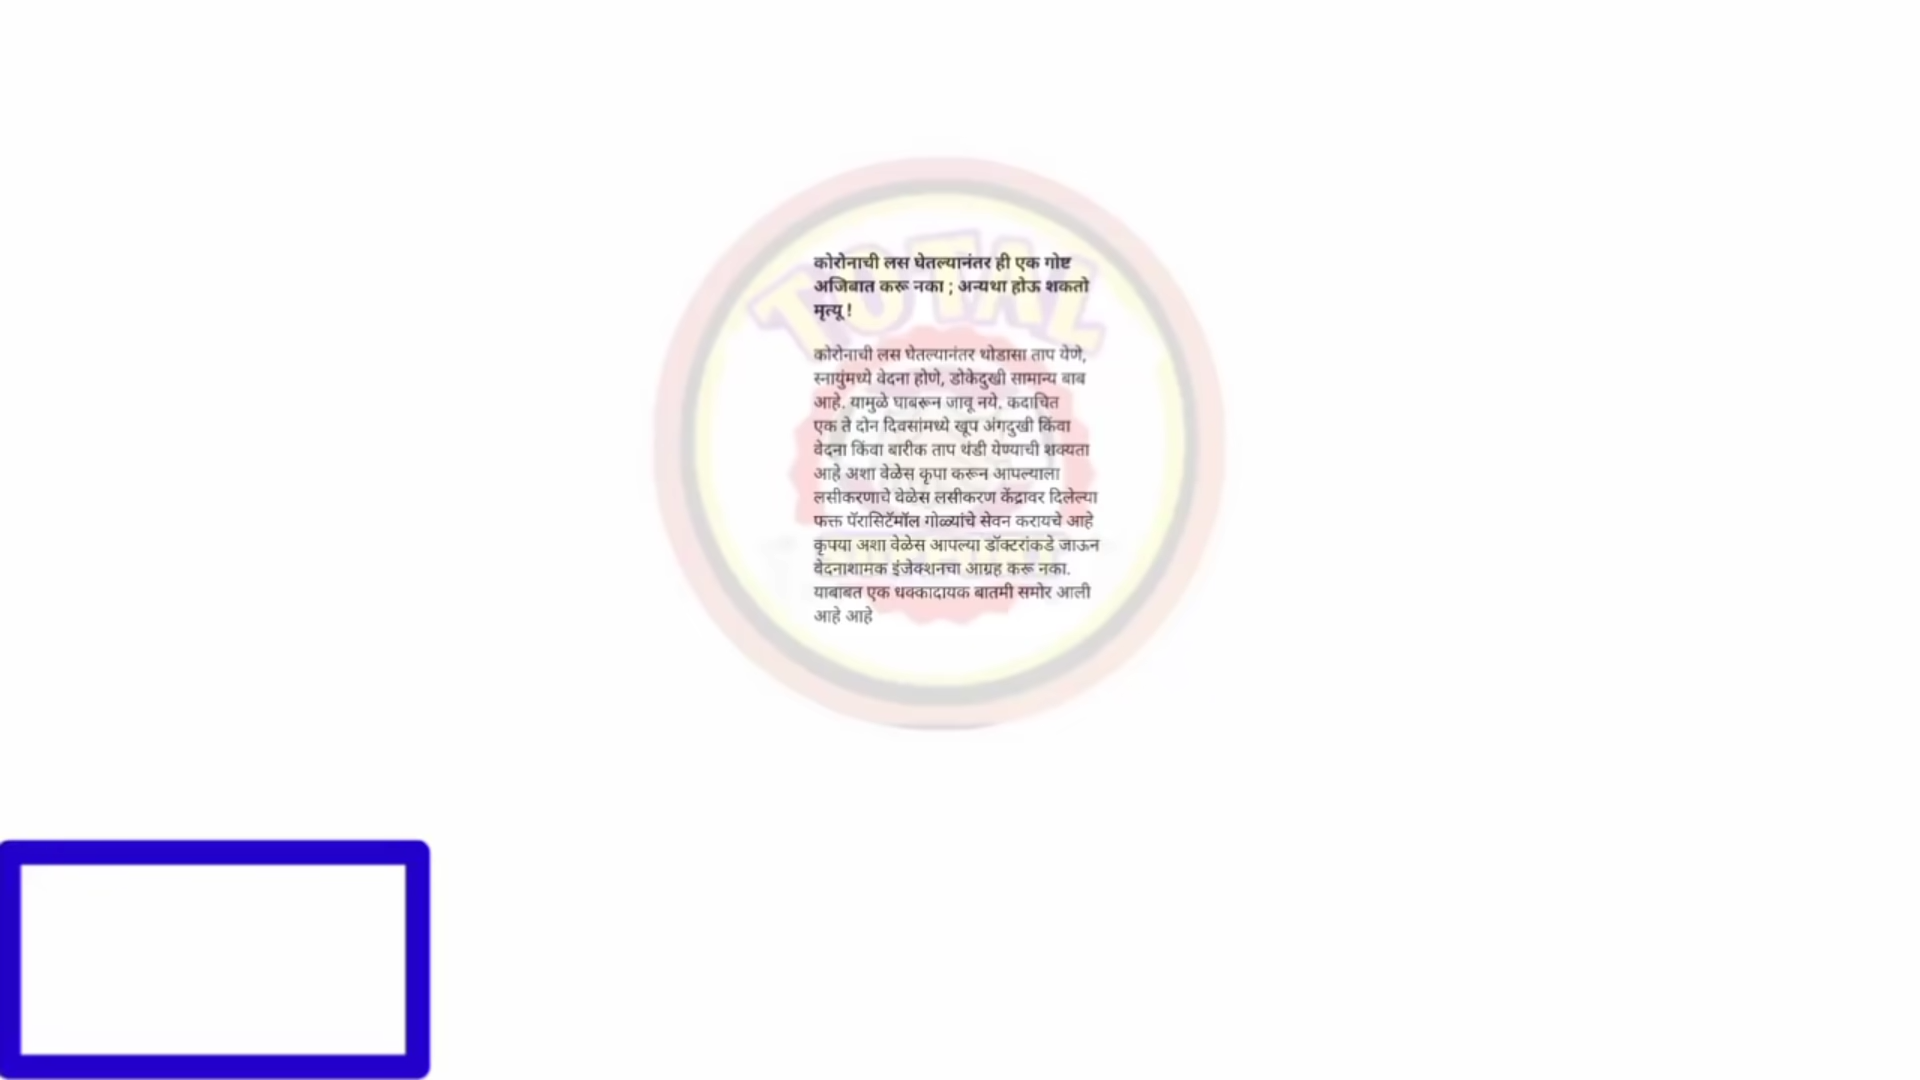 TOTAL
कोरोनाची लस घेतल्यानंतर ही एक गोष्ट
अजिबात करू नका ; अन्यथा होऊ शकतो
मृत्यू !
कोरोनाची लस घेतल्यानंतर थोडासा ताप येणे,
स्नायुंमध्ये वेदना होणे, डोकेदुखी सामान्य बाब
आहे. यामुळे घाबरून जावू नये. कदाचित
एक ते दोन दिवसांमध्ये खूप अंगदुखी किंवा
वेदना किंवा बारीक ताप थंडी येण्याची शक्यता
आहे अशा वेळेस कृपा करून आपल्याला
लसीकरणाचे वेळेस लसीकरण केंद्रावर दिलेल्या
फक्त पॅरासिटॅमॉल गोळ्यांचे सेवन करायचे आहे
कृपया अशा वेळेस आपल्या डॉक्टरांकडे जाऊन
वेदनाशामक इंजेक्शनचा आग्रह करू नका.
याबाबत एक धक्कादायक बातमी समोर आली
आहे आहे